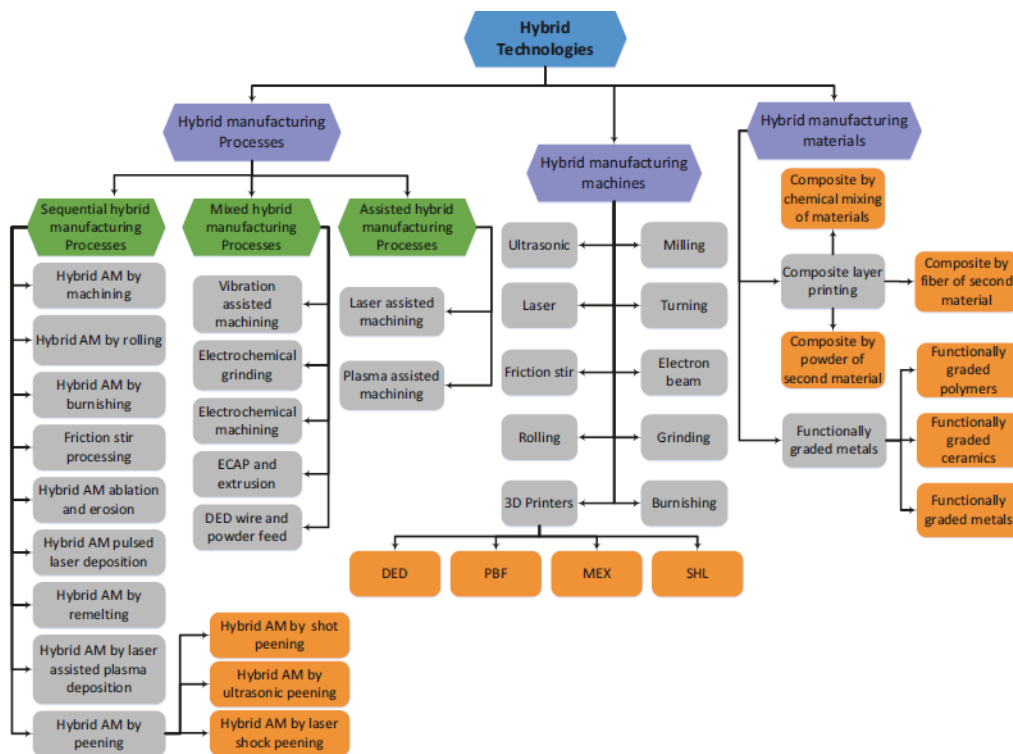 Hybrid
Technologies
Hybrid manufacturing
Processes
Hybrid manufacturing
machines
Hybrid manufacturing
materials
Sequential hybrid
manufacturing
Processes
Mixed hybrid
manufacturing
Processes
Assisted hybrid
manufacturing
Processes
Hybrid AM by
machining
Hybrid AM by rolling
Hybrid AM by
burnishing
Friction stir
processing
Hybrid AM ablation
and erosion
Hybrid AM pulsed
laser deposition
Hybrid AM by
remelting
Hybrid AM by laser
assisted plasma
deposition
Hybrid AM by
peening
Hybrid AM by shot
peening
Hybrid AM by
ultrasonic peening
Hybrid AM by laser
shock peening
Vibration
assisted
machining
Electrochemical
grinding
Electrochemical
machining
ECAP and
extrusion
DED wire and
powder feed
Laser assisted
machining
Plasma assisted
machining
Ultrasonic
Milling
Laser
Turning
Friction stir
Electron
beam
Rolling
Grinding
3D Printers
Burnishing
DED
PBF
MEX
SHL
Composite by
chemical mixing
of materials
Composite layer
printing
Composite by
fiber of second
material
Composite by
powder of
second material
Functionally
graded metals
Functionally
graded
polymers
Functionally
graded
ceramics
Functionally
graded metals